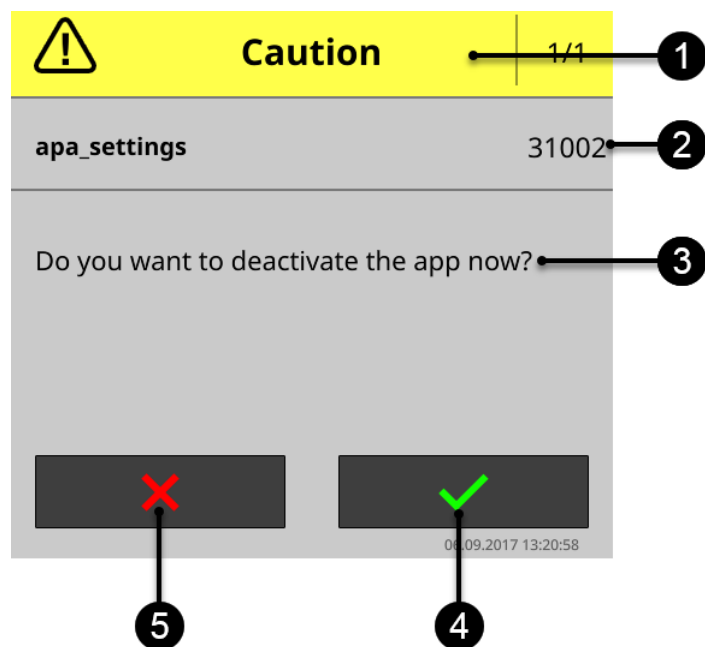 Caution
1/1
1
apa_settings
31002
2
Do you want to deactivate the app now?
3
06.09.2017 13:20:58
5
4